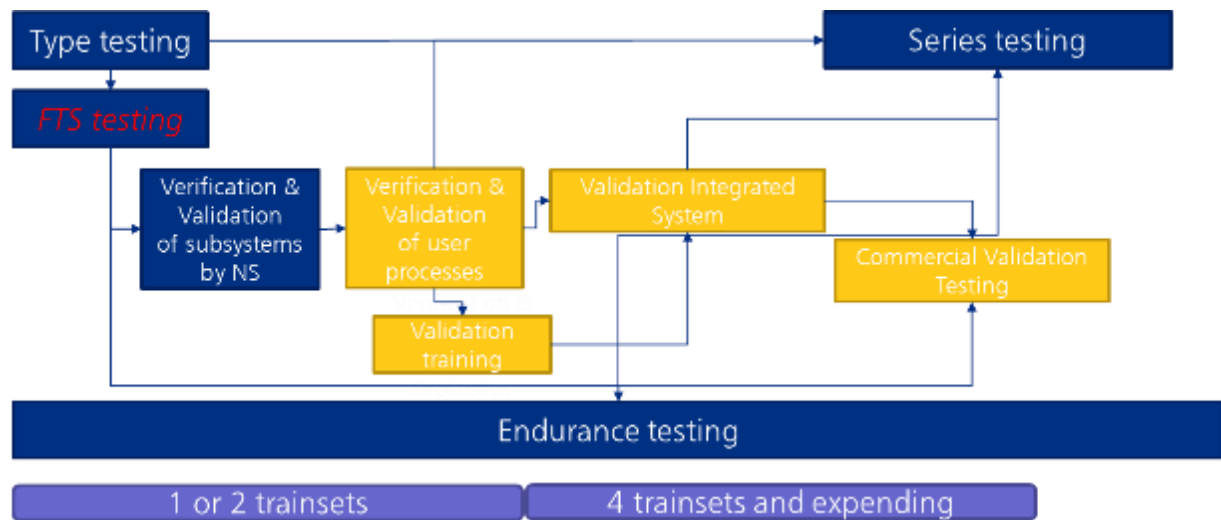 Type testing
Series testing
FTS testing
Verification &
Validation
of subsystems
by NS
Verification &
Validation
of user
processes
Validation Integrated
System
Commercial Validation
Testing
Validation
training
Endurance testing
1 or 2 trainsets
4 trainsets and expending